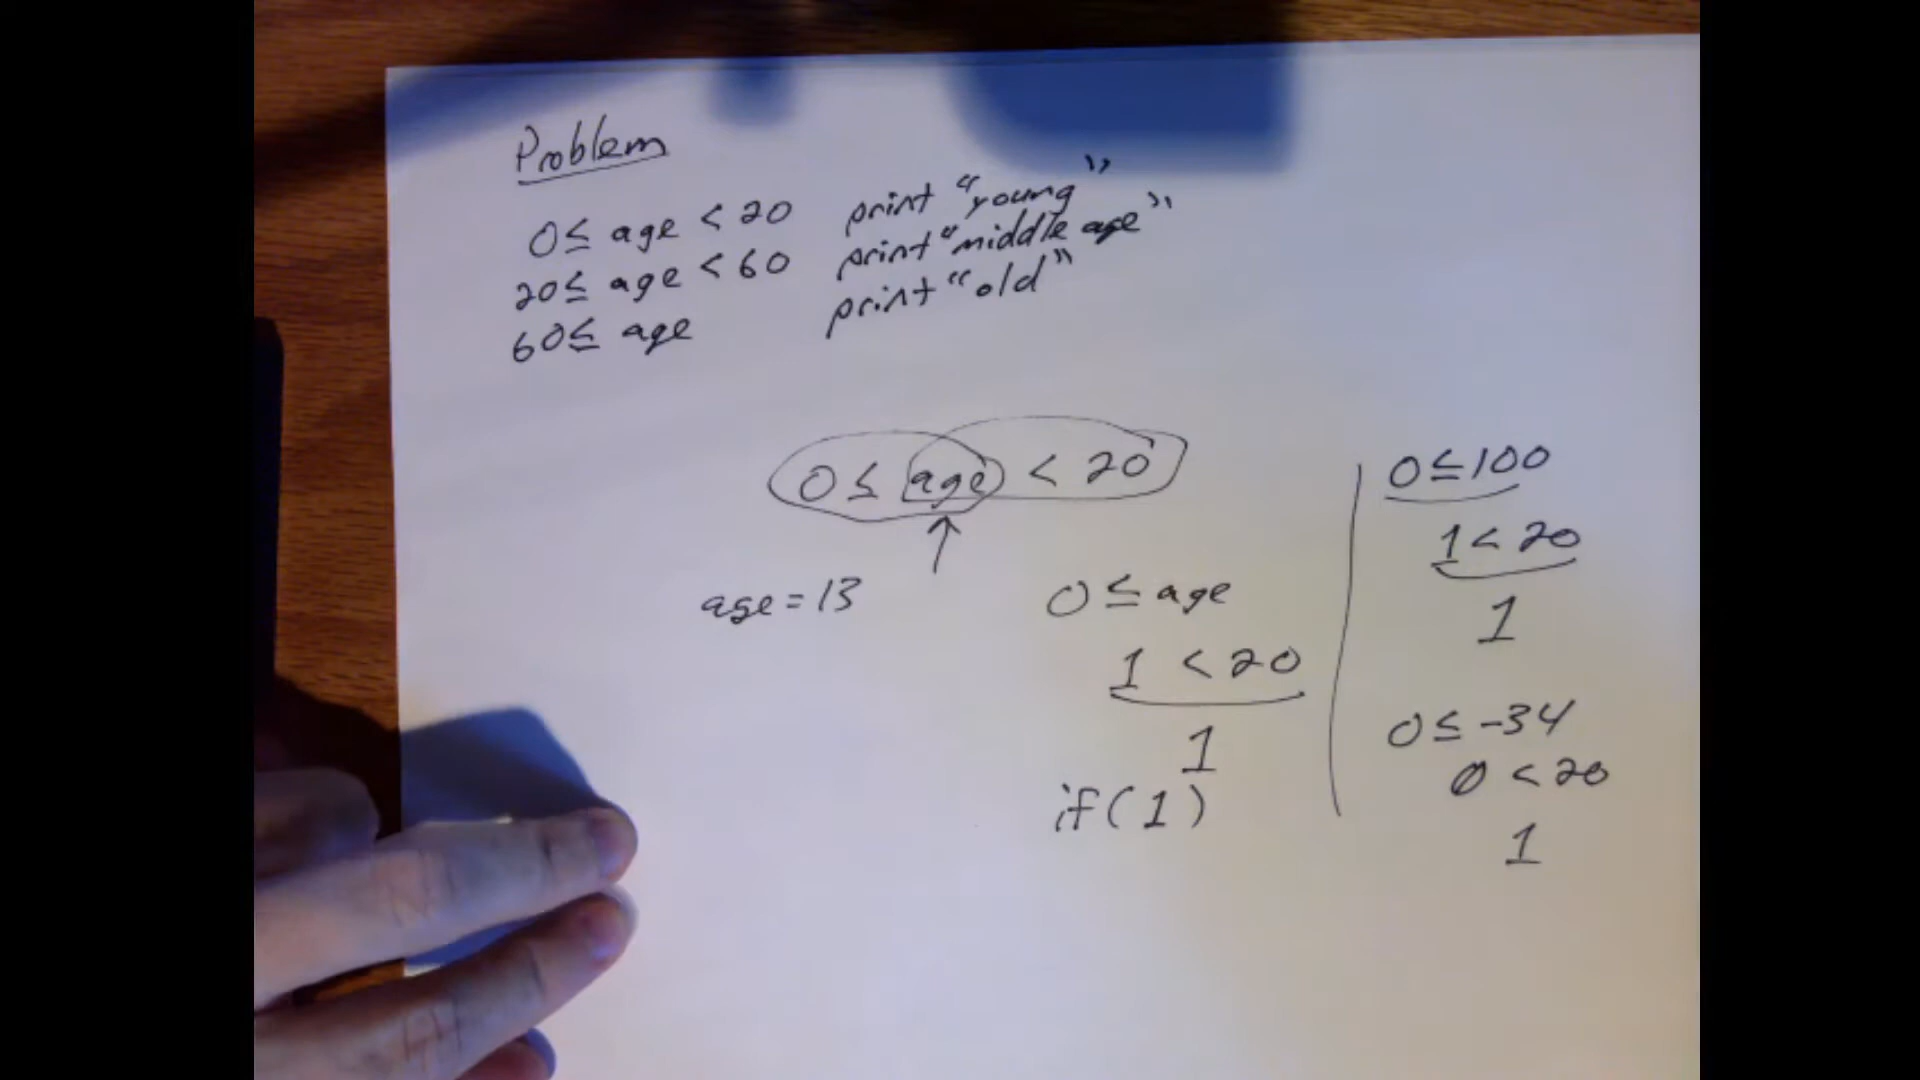 Problem
0≤ age < 20 print "young"
20≤ age < 60 print "middle age"
60≤ age print "old"
0≤ age < 20
age = 13
0 ≤ age
1 < 20
1
if(1)
0≤100
1< 20
1
0≤ -34
0 < 20
1